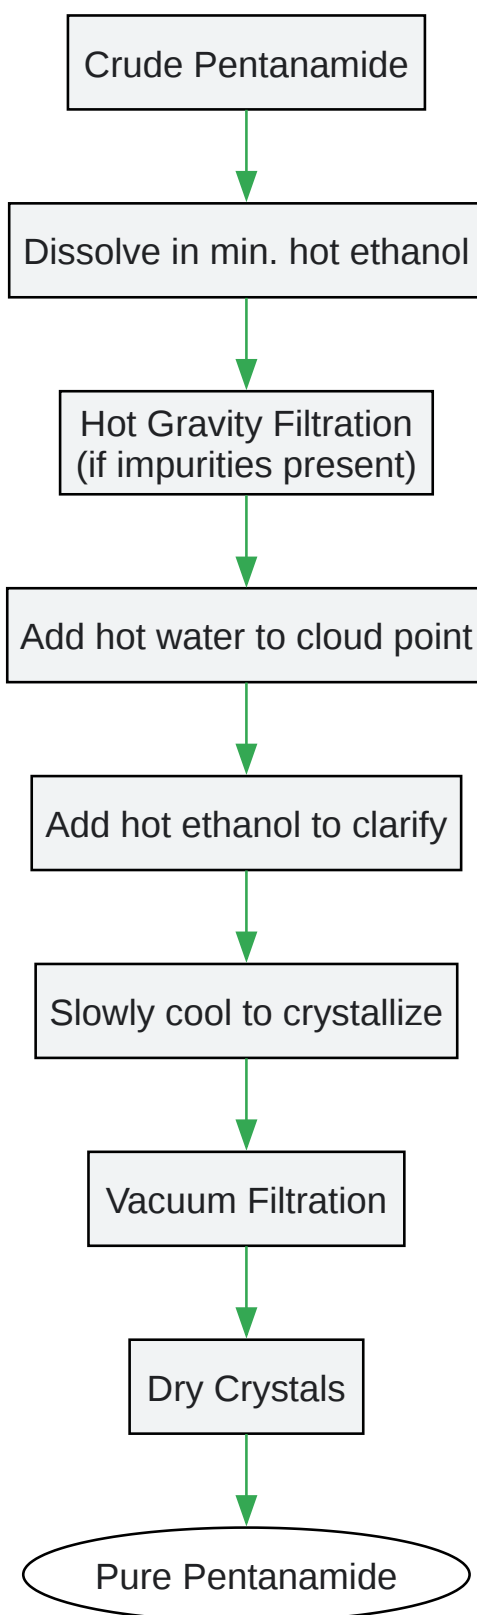 Crude Pentanamide
Dissolve in min. hot ethanol
Hot Gravity Filtration
(if impurities present)
Add hot water to cloud point
Add hot ethanol to clarify
Slowly cool to crystallize
Vacuum Filtration
Dry Crystals
Pure Pentanamide